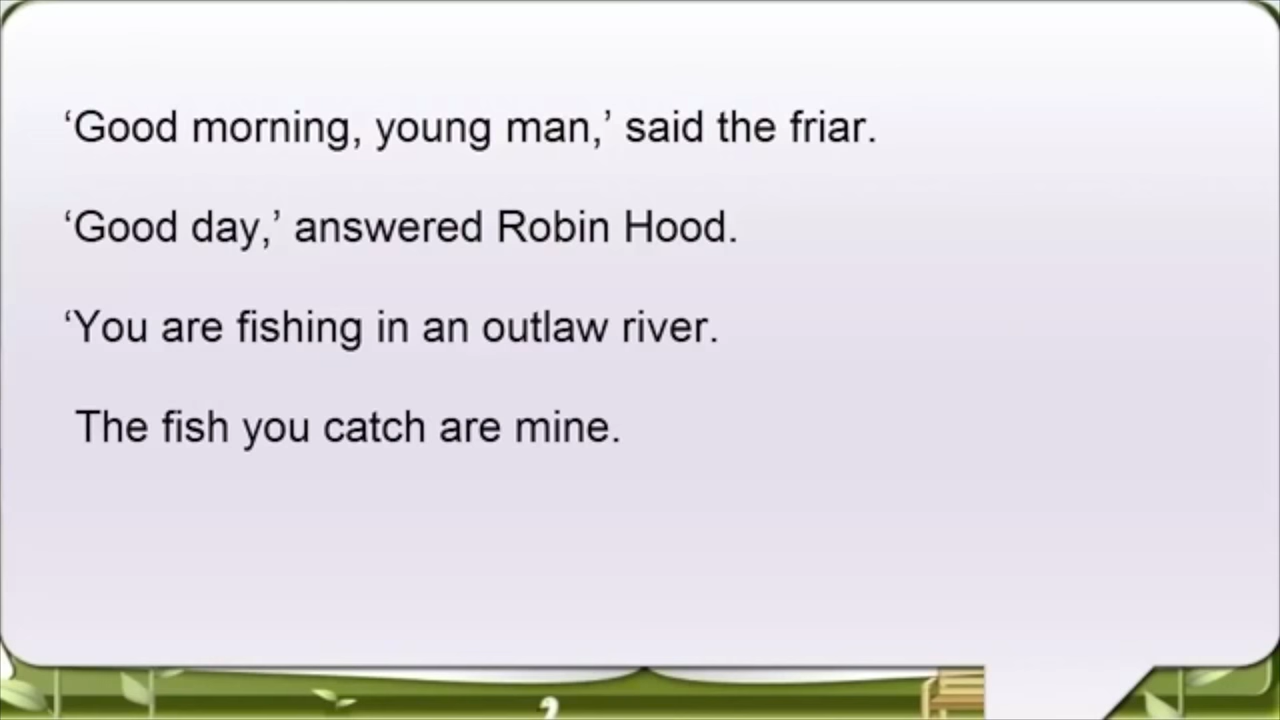 ‘Good morning, young man,’ said the friar.
‘Good day,’ answered Robin Hood.
‘You are fishing in an outlaw river.
The fish you catch are mine.